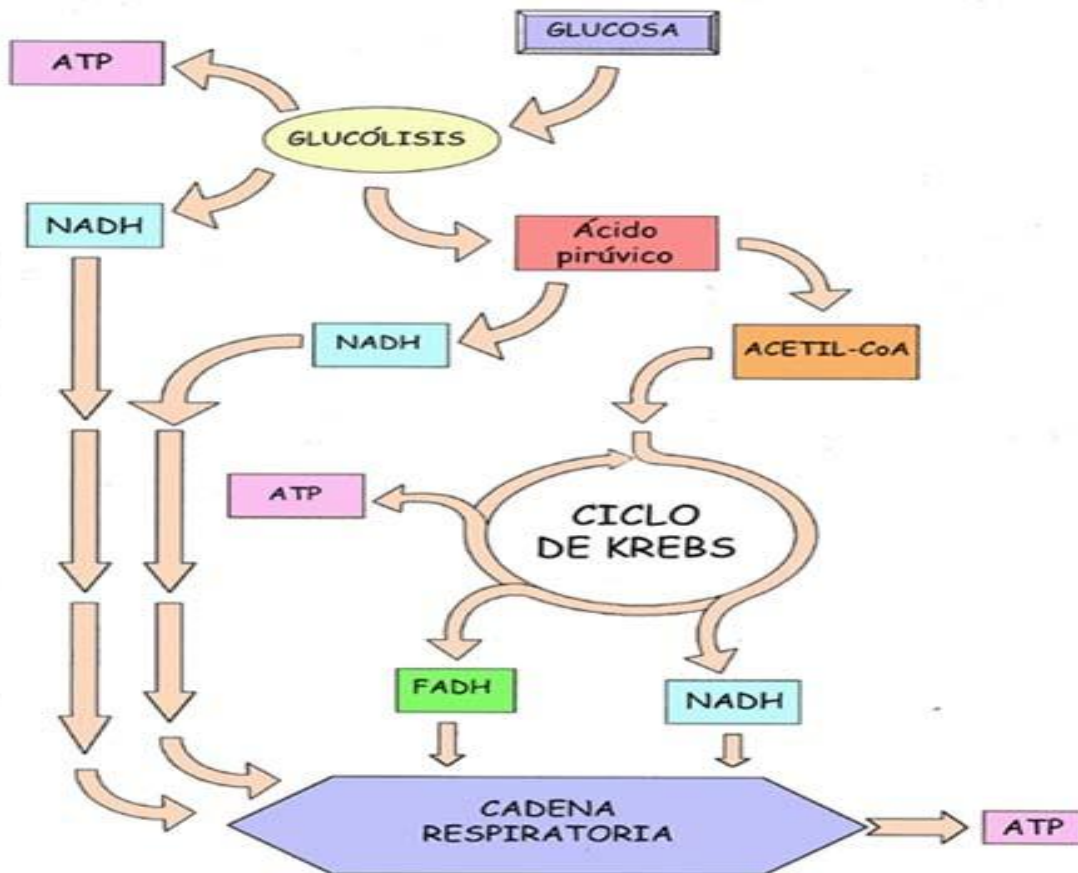 GLUCOSA
ATP
GLUCÓLISIS
NADH
Ácido
pirúvico
NADH
ACETIL-CoA
ATP
CICLO
DE KREBS
FADH
NADH
CADENA
RESPIRATORIA
ATP